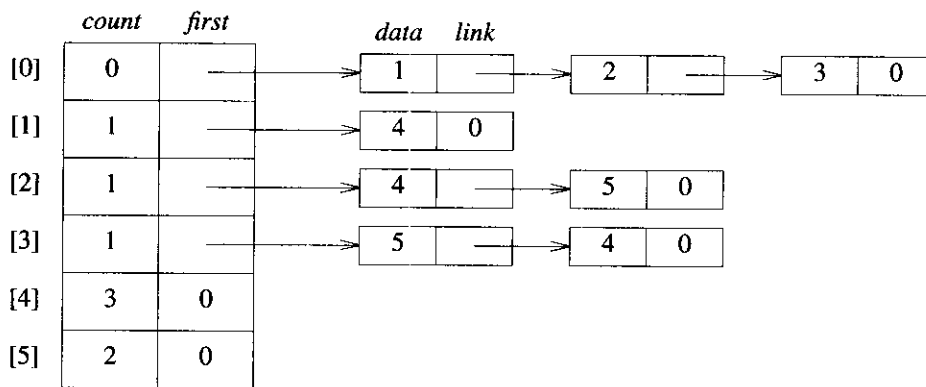 count first
data link
[0] 0 1 2 3 0
[1] 1 4 0
[2] 1 4 5 0
[3] 1 5 4 0
[4] 3 0
[5] 2 0